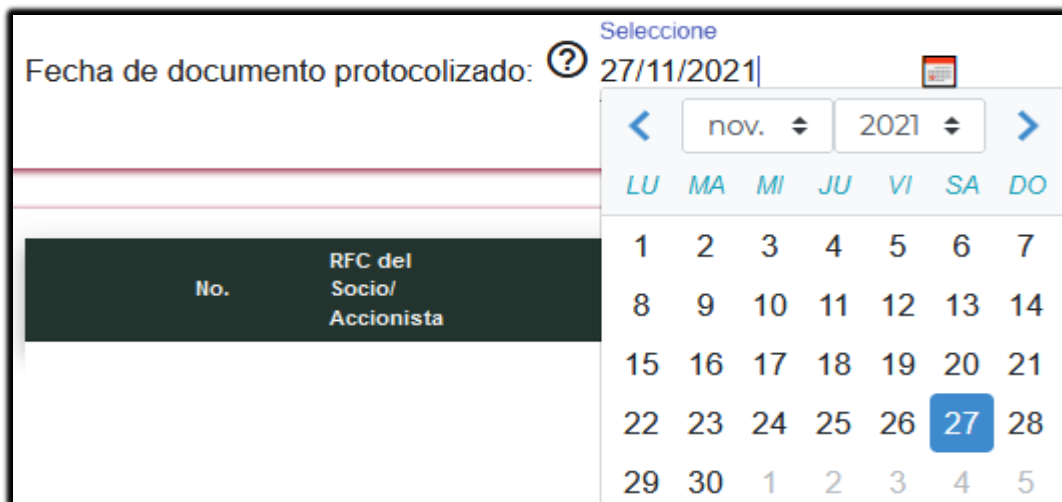 Seleccione
Fecha de documento protocolizado: ? 27/11/2021
nov. 2021
LU MA MI JU VI SA DO
1 2 3 4 5 6 7
8 9 10 11 12 13 14
15 16 17 18 19 20 21
22 23 24 25 26 27 28
29 30 1 2 3 4 5
No.
RFC del
Socio/
Accionista